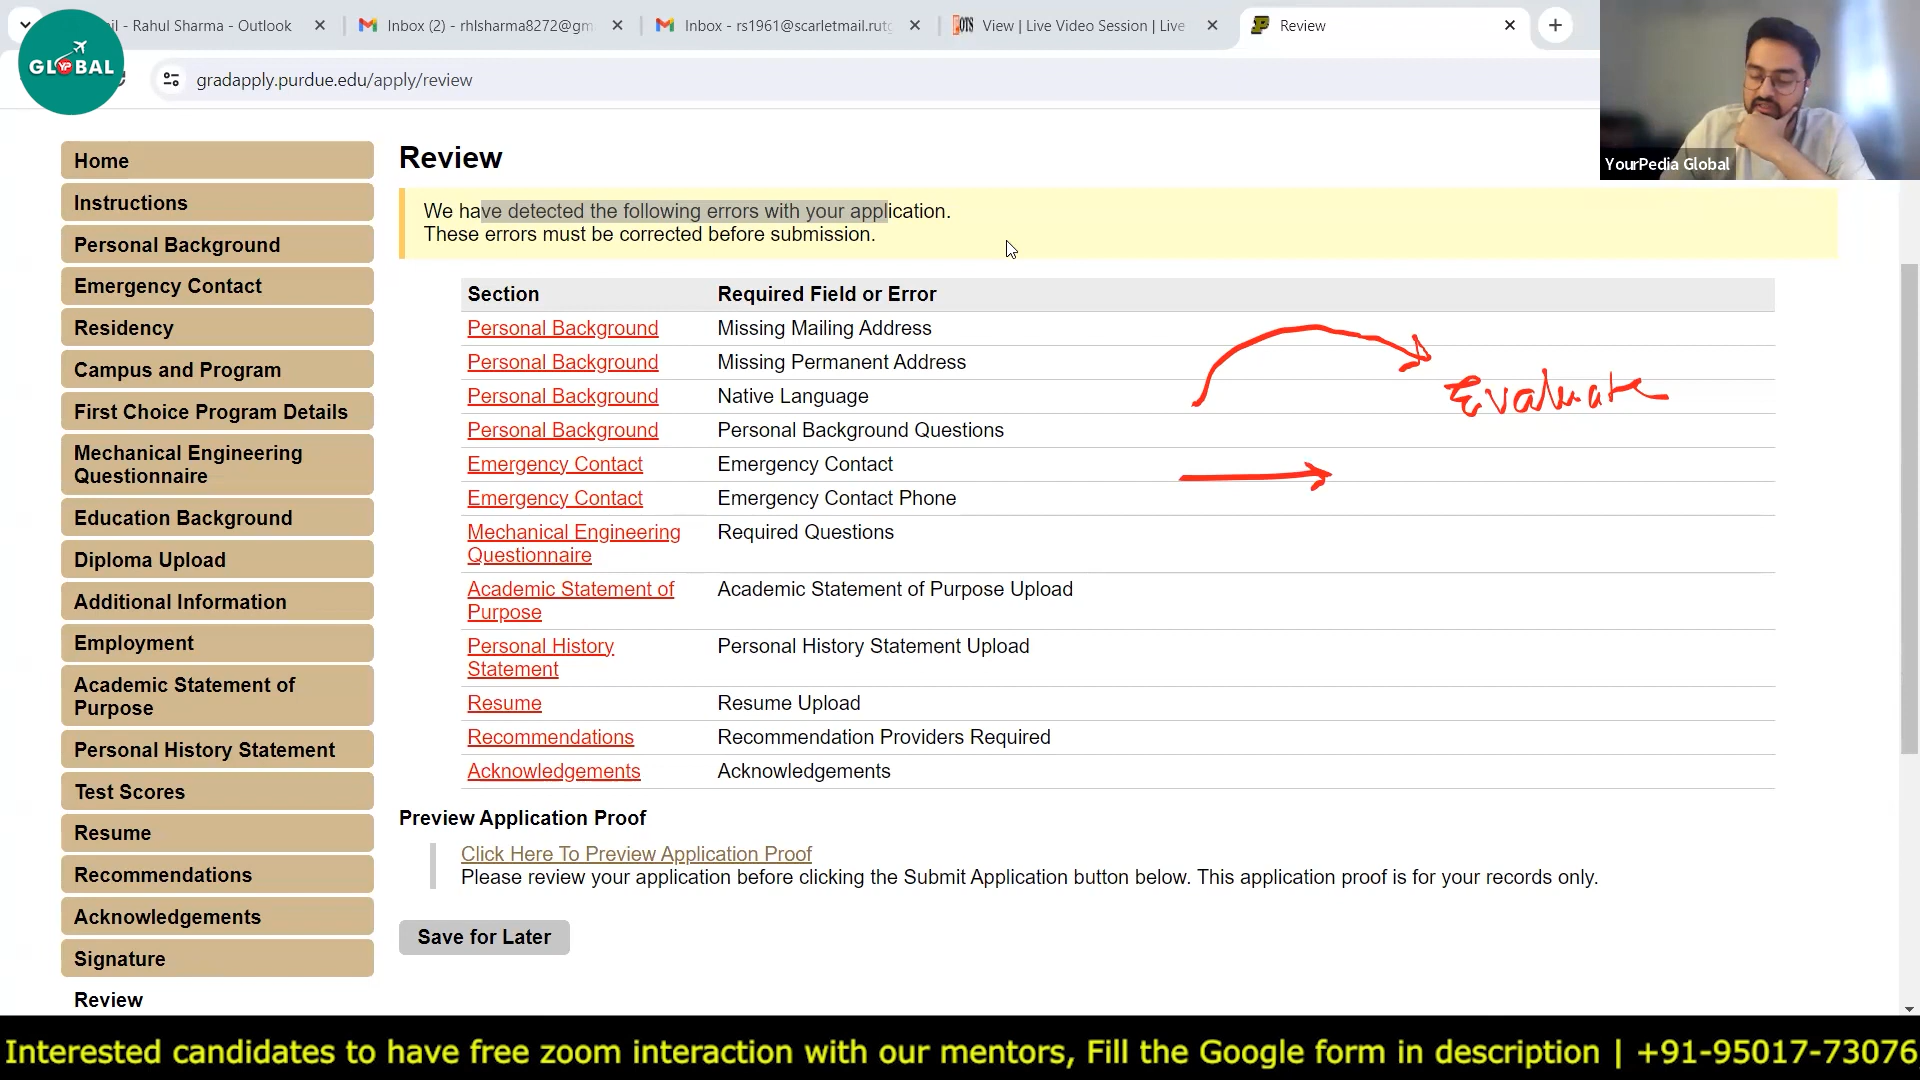 il - Rahul Sharma - Outlook
Inbox (2) - rhlsharma8272@gm
Inbox - rs1961@scarletmail.rutg
View | Live Video Session | Live
Review
GLOBAL
YP
gradapply.purdue.edu/apply/review
YourPedia Global
Home
Instructions
Personal Background
Emergency Contact
Residency
Campus and Program
First Choice Program Details
Mechanical Engineering
Questionnaire
Education Background
Diploma Upload
Additional Information
Employment
Academic Statement of
Purpose
Personal History Statement
Test Scores
Resume
Recommendations
Acknowledgements
Signature
Review
Review
We have detected the following errors with your application.
These errors must be corrected before submission.
Section Required Field or Error
Personal Background Missing Mailing Address
Personal Background Missing Permanent Address
Personal Background Native Language
Personal Background Personal Background Questions
Emergency Contact Emergency Contact
Emergency Contact Emergency Contact Phone
Mechanical Engineering Required Questions
Questionnaire
Academic Statement of Academic Statement of Purpose Upload
Purpose
Personal History Personal History Statement Upload
Statement
Resume Resume Upload
Recommendations Recommendation Providers Required
Acknowledgements Acknowledgements
Evaluate
Preview Application Proof
Click Here To Preview Application Proof
Please review your application before clicking the Submit Application button below. This application proof is for your records only.
Save for Later
Interested candidates to have free zoom interaction with our mentors, Fill the Google form in description | +91-95017-73076